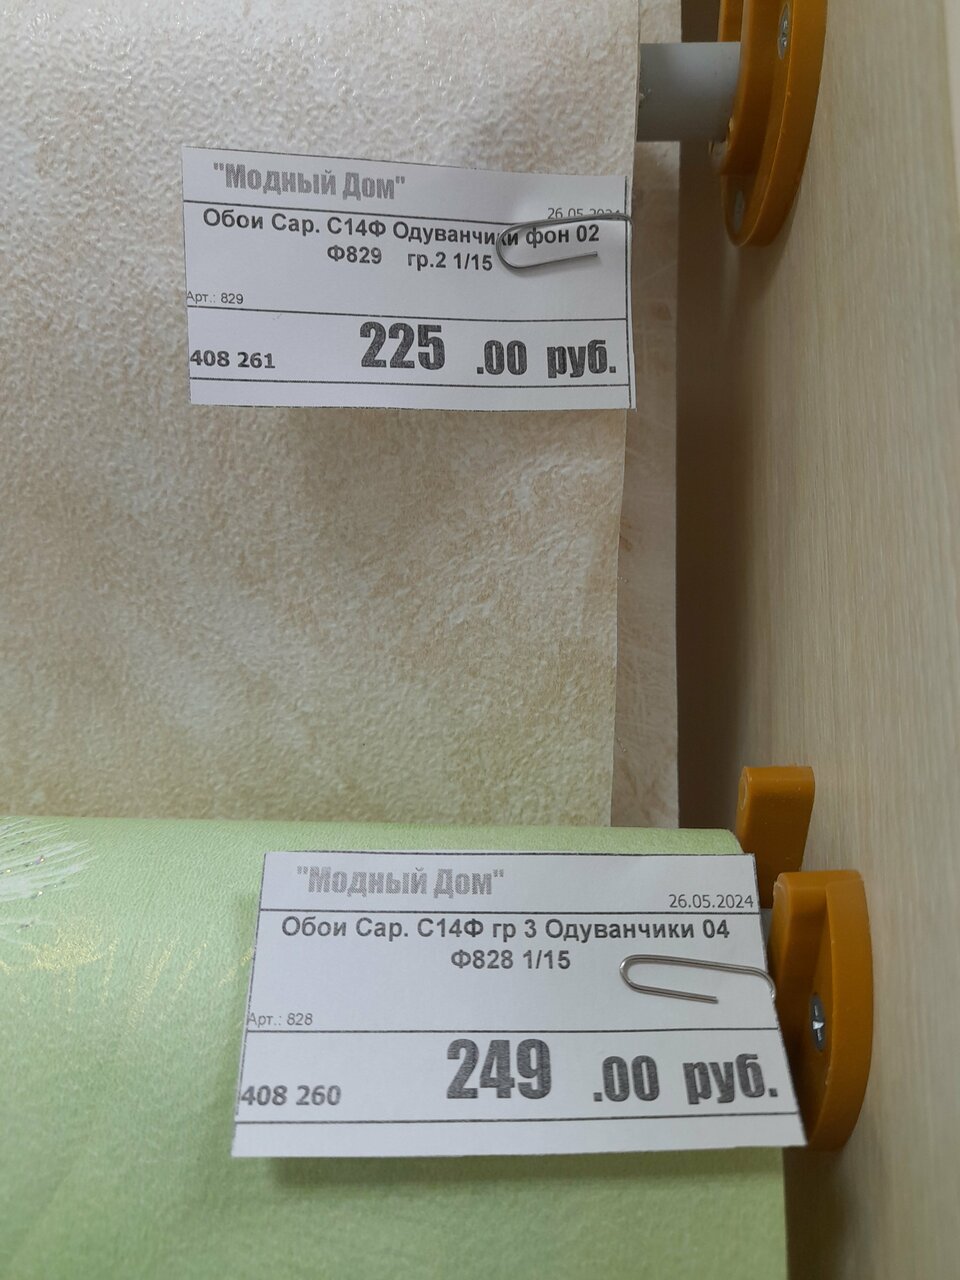 "Модный Дом"
26.05.2024
Обои Сар. С14Ф Одуванчики фон 02
Ф829 гр.2 1/15
Арт.: 829
408 261 225 .00 руб.
"Модный Дом"
26.05.2024
Обои Сар. С14Ф гр 3 Одуванчики 04
Ф828 1/15
Арт.: 828
408 260 249 .00 руб.